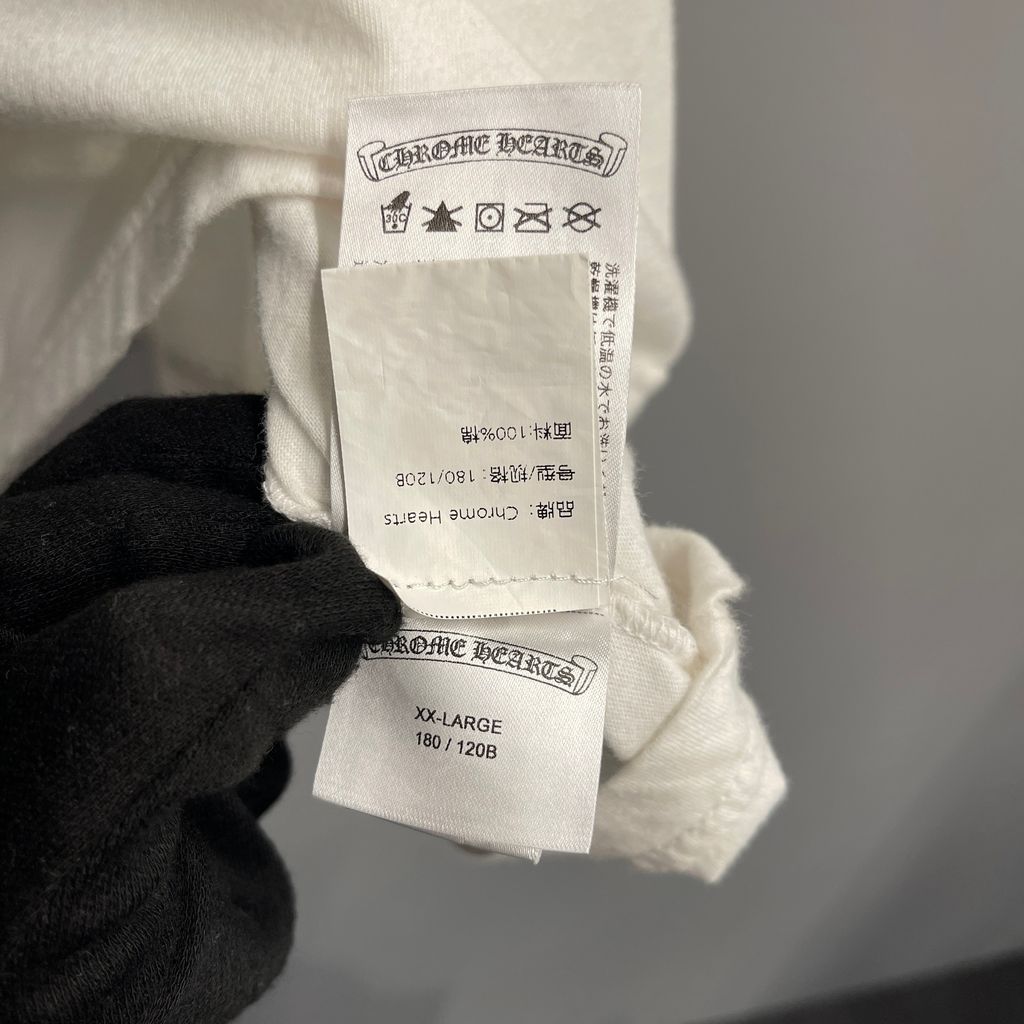 CHROME HEARTS
30C
洗濯機で低温の水でお洗い
品牌: Chrome Hearts
号型/规格: 180/120B
面料:100%棉
CHROME HEARTS
XX-LARGE
180 / 120B